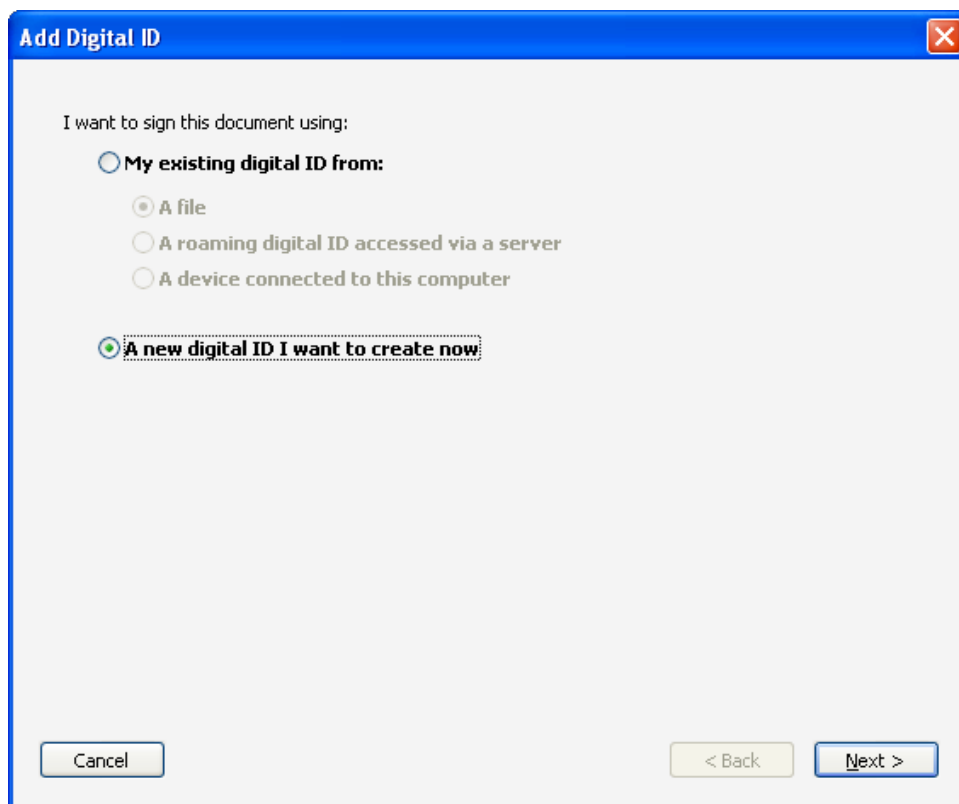 Add Digital ID
I want to sign this document using:
My existing digital ID from:
A file
A roaming digital ID accessed via a server
A device connected to this computer
A new digital ID I want to create now
Cancel
< Back
Next >